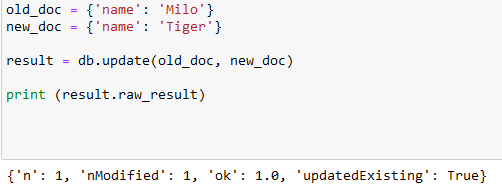 old_doc = {'name': 'Milo'}
new_doc = {'name': 'Tiger'}
result = db.update(old_doc, new_doc)
print (result.raw_result)
{'n': 1, 'nModified': 1, 'ok': 1.0, 'updatedExisting': True}